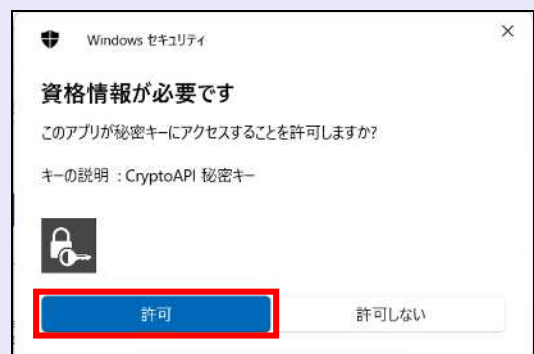 Windows セキュリティ
資格情報が必要です
このアプリが秘密キーにアクセスすることを許可しますか?
キーの説明 : CryptoAPI 秘密キー
許可 許可しない